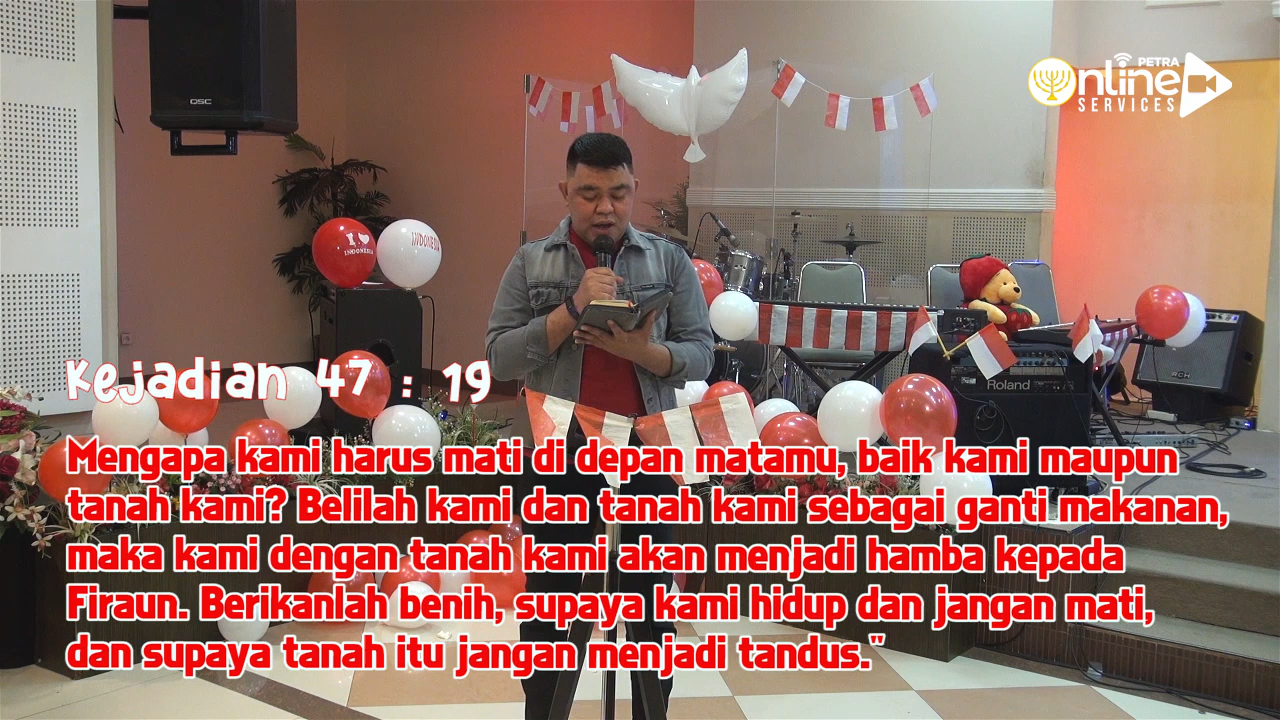 QSC
PETRA
Online
SERVICES
I ❤
INDONESIA
INDONESIA
Roland
RCH
Kejadian 47 : 19
Mengapa kami harus mati di depan matamu, baik kami maupun
tanah kami? Belilah kami dan tanah kami sebagai ganti makanan,
maka kami dengan tanah kami akan menjadi hamba kepada
Firaun. Berikanlah benih, supaya kami hidup dan jangan mati,
dan supaya tanah itu jangan menjadi tandus."